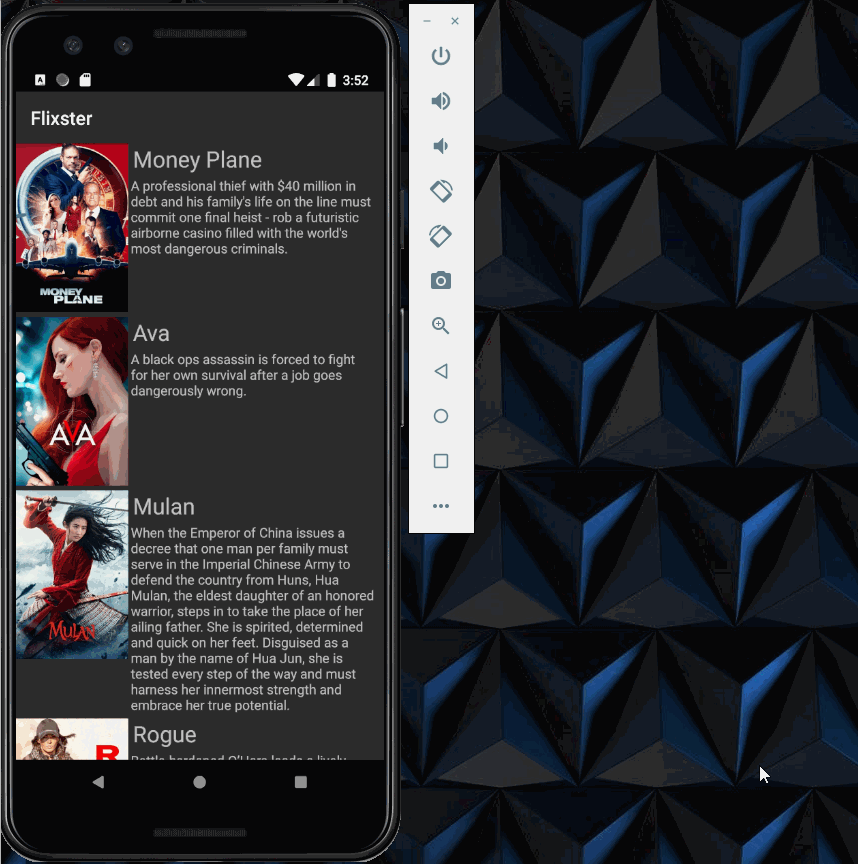 A
3:52
Flixster
Money Plane
A professional thief with $40 million in
debt and his family's life on the line must
commit one final heist - rob a futuristic
airborne casino filled with the world's
most dangerous criminals.
MONEY
PLANE
Ava
A black ops assassin is forced to fight
for her own survival after a job goes
dangerously wrong.
AVA
Mulan
When the Emperor of China issues a
decree that one man per family must
serve in the Imperial Chinese Army to
defend the country from Huns, Hua
Mulan, the eldest daughter of an honored
warrior, steps in to take the place of her
ailing father. She is spirited, determined
and quick on her feet. Disguised as a
man by the name of Hua Jun, she is
tested every step of the way and must
harness her innermost strength and
embrace her true potential.
MULAN
Rogue
R
Battle hardened O'Hara leads a lively